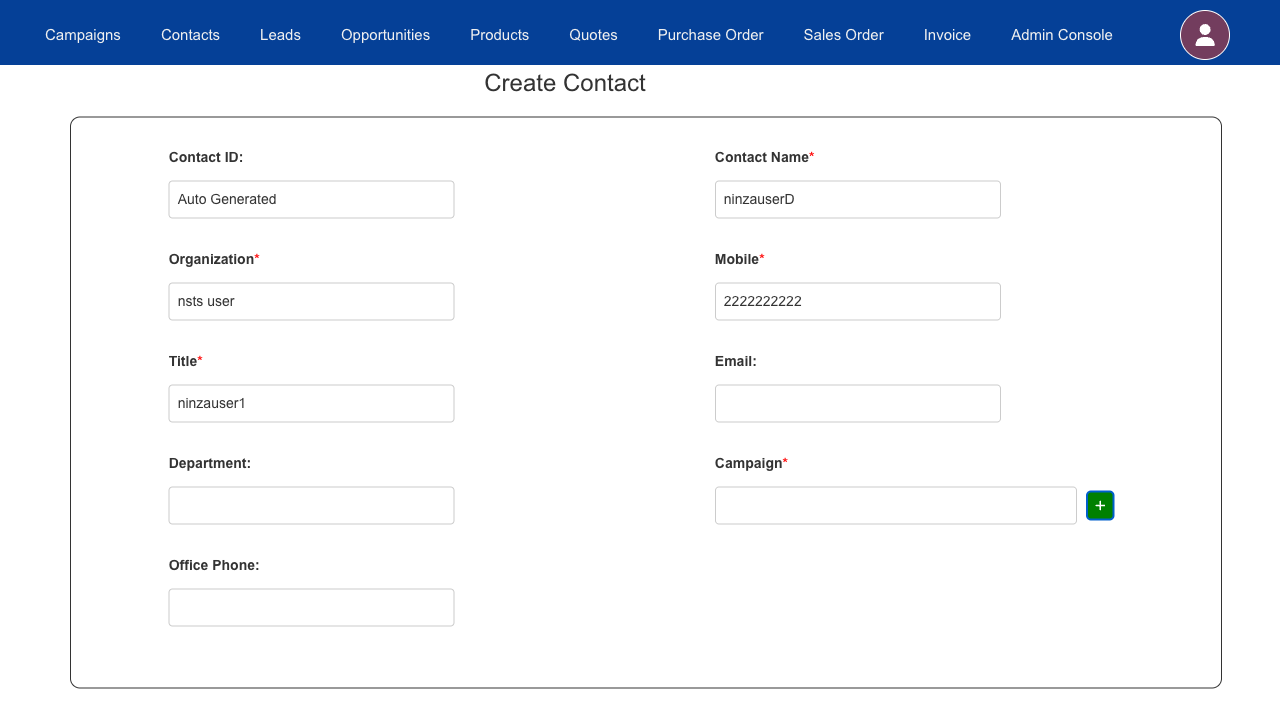 Campaigns Contacts Leads Opportunities Products Quotes Purchase Order Sales Order Invoice Admin Console
Create Contact
Contact ID: Contact Name*
Auto Generated ninzauserD
Organization* Mobile*
nsts user 2222222222
Title* Email:
ninzauser1
Department: Campaign*
+
Office Phone: